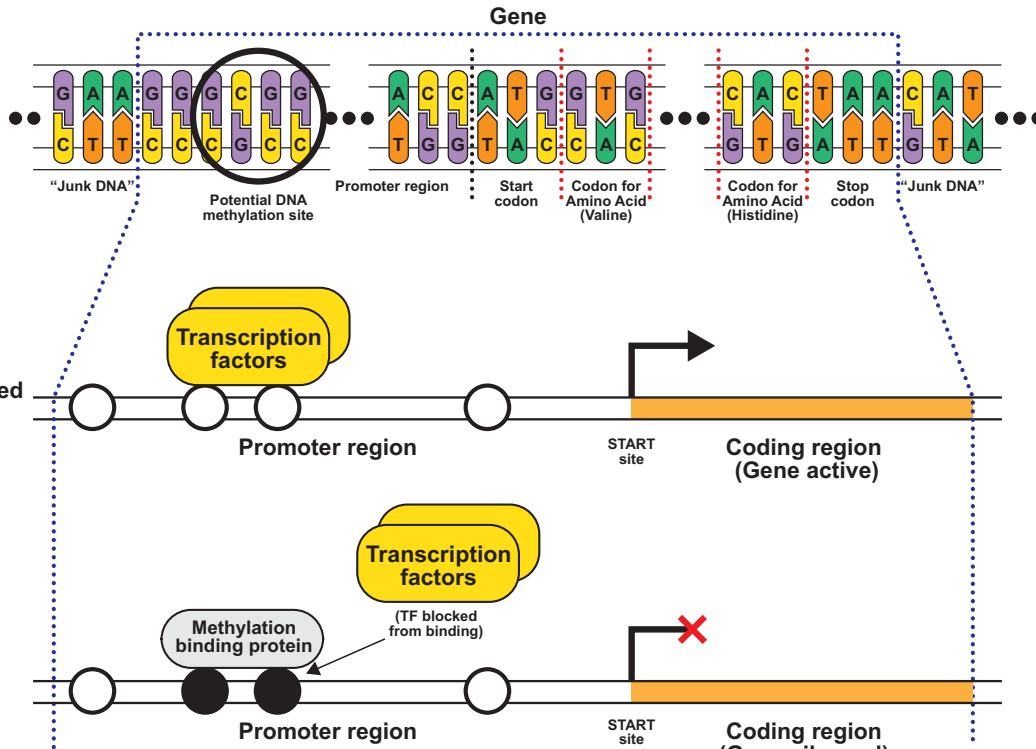 Gene
G A A G G G C G G A C C A T G G T G C A C T A A C A T
C T T C C C G C C T G G T A C C A C G T G A T T G T A
"Junk DNA"
Potential DNA
methylation site
Promoter region
Start
codon
Codon for
Amino Acid
(Valine)
Codon for
Amino Acid
(Histidine)
Stop
codon
"Junk DNA"
Transcription
factors
ed
Promoter region
START
site
Coding region
(Gene active)
Transcription
factors
(TF blocked
from binding)
Methylation
binding protein
Promoter region
START
site
Coding region